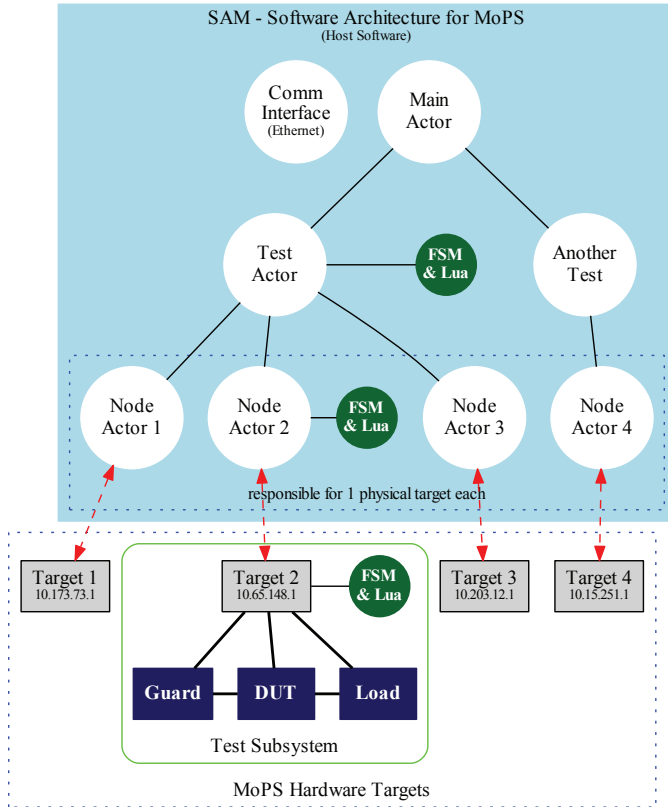 SAM - Software Architecture for MoPS
(Host Software)
Comm
Interface
(Ethernet)
Main
Actor
Test
Actor
FSM
& Lua
Another
Test
Node
Actor 1
Node
Actor 2
FSM
& Lua
Node
Actor 3
Node
Actor 4
responsible for 1 physical target each
Target 1
10.173.73.1
Target 2
10.65.148.1
FSM
& Lua
Target 3
10.203.12.1
Target 4
10.15.251.1
Guard
DUT
Load
Test Subsystem
MoPS Hardware Targets